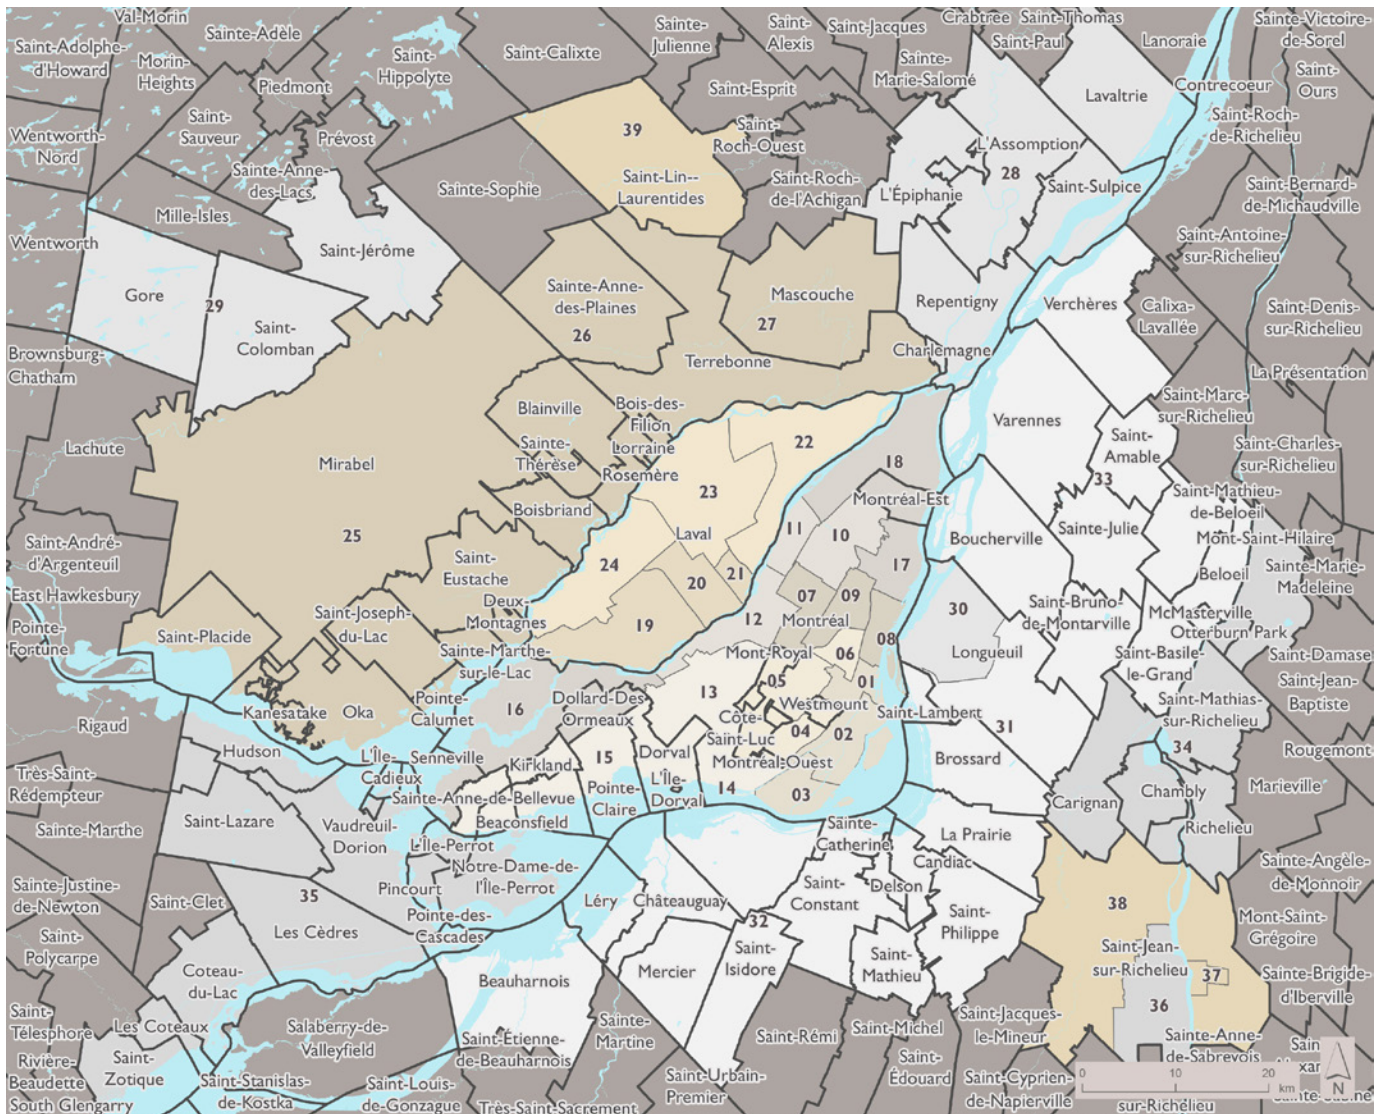 Val-Morin
Saint-Adolphe-
d'Howard
Morin-
Heights
Sainte-Adèle
Piedmont
Saint-
Hippolyte
Saint-Calixte
Sainte-
Julienne
Saint-
Alexis
Saint-Jacques
Crabtree
Saint-Paul
Saint-Thomas
Sainte-
Marie-Salomé
Lanoraie
Sainte-Victoire-
de-Sorel
Saint-
Ours
Lavaltrie
Contrecoeur
Saint-Roch
de-Richelieu
Saint-Esprit
Saint-
Roch-Ouest
Saint-Roch-
de-l'Achigan
Wentworth-
Nord
Saint-
Sauveur
Prévost
Sainte-Anne-
des-Lacs
Mille-Isles
Wentworth
Sainte-Sophie
39
Saint-Lin--
Laurentides
L'Assomption
28
L'Épiphanie
Saint-Sulpice
Saint-Bernard-
de-Michaudville
Saint-Antoine-
sur-Richelieu
Saint-Jérôme
Gore
29
Saint-
Colomban
Sainte-Anne-
des-Plaines
26
Mascouche
27
Repentigny
Verchères
Calixa-
Lavallée
Saint-Denis-
sur-Richelieu
Brownsburg-
Chatham
Terrebonne
Charlemagne
La Présentation
Saint-Marc-
sur-Richelieu
Saint-Charles-
sur-Richelieu
Lachute
Mirabel
25
Blainville
Bois-des-
Filion
Lorraine
Sainte-
Thérèse
Rosemère
Boisbriand
22
23
Laval
24
20
21
19
Varennes
Saint-
Amable
33
18
Montréal-Est
11
10
17
Saint-Mathieu-
de-Beloeil
Mont-Saint-Hilaire
Sainte-Julie
Boucherville
Beloeil
Sainte-Marie-
Madeleine
Saint-André-
d'Argenteuil
East Hawkesbury
Pointe-
Fortune
Saint-
Eustache
Deux-
Montagnes
Saint-Joseph-
du-Lac
Saint-Placide
Sainte-Marthe-
sur-le-Lac
07
09
12
Montréal
08
30
Longueuil
Saint-Bruno-
de-Montarville
McMasterville
Otterburn Park
Saint-Basile-
le-Grand
Saint-Damase
Saint-Jean-
Baptiste
Mont-Royal
06
05
01
Westmount
13
16
Dollard-Des-
Ormeaux
Pointe-
Calumet
Kanesatake
Oka
Rigaud
Hudson
L'Île-
Cadieux
Senneville
Kirkland
15
Dorval
Côte-
Saint-Luc
04
02
Montréal-Ouest
14
03
L'Île-
Dorval
Pointe-
Claire
Saint-Lambert
31
Brossard
Saint-Mathias-
sur-Richelieu
34
Rougemont
Marieville
Très-Saint-
Rédempteur
Sainte-Marthe
Saint-Lazare
Vaudreuil-
Dorion
Sainte-Anne-de-Bellevue
Beaconsfield
L'Île-Perrot
Notre-Dame-de-
l'Île-Perrot
Pincourt
Carignan
Chambly
Richelieu
Sainte-
Catherine
La Prairie
Candiac
Delson
Sainte-Angèle-
de-Monnoir
Sainte-Justine-
de-Newton
Saint-Clet
35
Les Cèdres
Pointe-des-
Cascades
Léry
Châteauguay
Saint-
Constant
32
Saint-
Isidore
Saint-
Philippe
38
Mont-Saint-
Grégoire
Saint-
Polycarpe
Coteau-
du-Lac
Beauharnois
Mercier
Saint-
Mathieu
Saint-Jean-
sur-Richelieu
37
36
Sainte-Brigide-
d'Iberville
Saint-
Télesphore
Les Coteaux
Salaberry-de-
Valleyfield
Saint-Étienne-
de-Beauharnois
Sainte-
Martine
Saint-Rémi
Saint-Michel
Saint-Jacques-
le-Mineur
Sainte-Anne-
de-Sabrevois
Rivière-
Beaudette
South Glengarry
Saint-
Zotique
Saint-Stanislas-
de-Kostka
Saint-Louis-
de-Gonzague
Très-Saint-Sacrement
Saint-Urbain-
Premier
Saint-
Édouard
Saint-Cyprien-
de-Napierville
sur-Richelieu
0 10 20
km
N